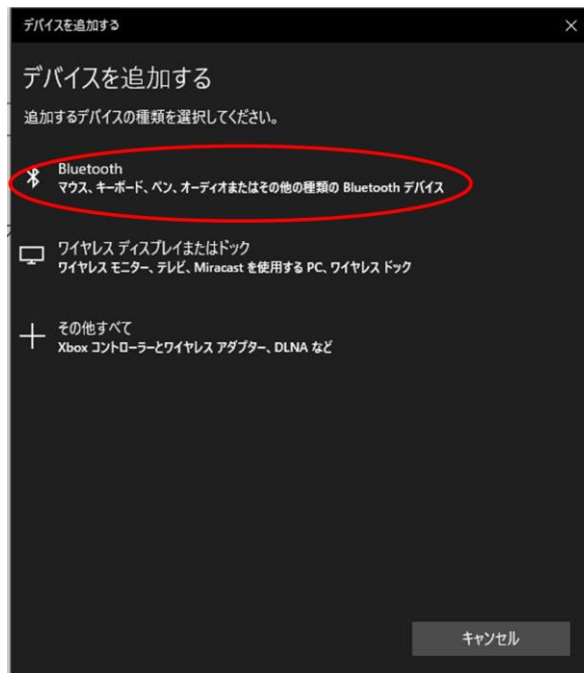 デバイスを追加する
デバイスを追加する
追加するデバイスの種類を選択してください。
Bluetooth
マウス、キーボード、ペン、オーディオまたはその他の種類の Bluetooth デバイス
ワイヤレス ディスプレイまたはドック
ワイヤレス モニター、テレビ、Miracast を使用する PC、ワイヤレス ドック
その他すべて
Xbox コントローラーとワイヤレス アダプター、DLNA など
キャンセル